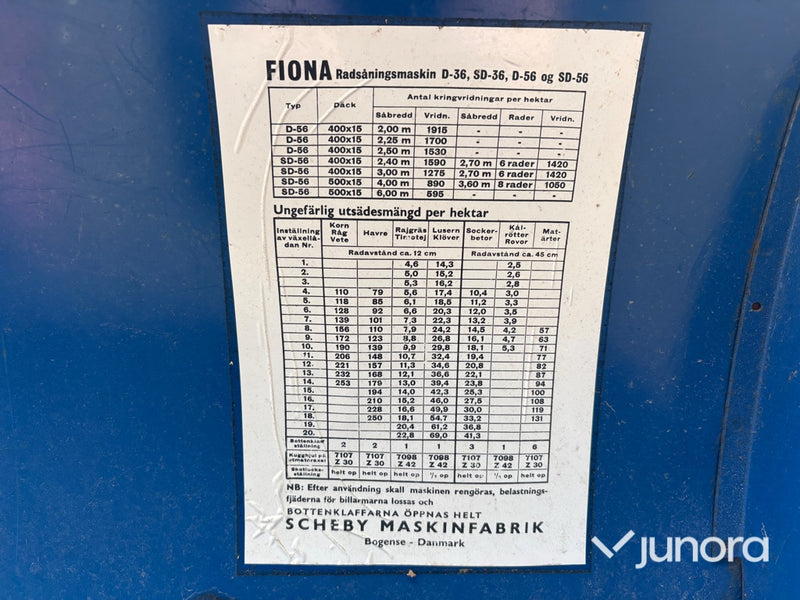 FIONA Radsåningsmaskin D-36, SD-36, D-56 og SD-56
Typ Däck Antal kringvridningar per hektar
Såbredd Vridn. Såbredd Rader Vridn.
D-56 400x15 2,00 m 1915 - - -
D-56 400x15 2,25 m 1700 - - -
D-56 400x15 2,50 m 1530 - - -
SD-56 400x15 2,40 m 1590 2,70 m 6 rader 1420
SD-56 400x15 3,00 m 1275 2,70 m 6 rader 1420
SD-56 500x15 4,00 m 890 3,60 m 8 rader 1050
SD-56 500x15 6,00 m 595 - - -
Ungefärlig utsädesmängd per hektar
Inställning av växellådan Nr. Korn Råg Vete Havre Rajgräs Timotej Lusern Klöver Socker-betor Kål-rötter Rovor Mat-ärter
Radavstånd ca. 12 cm Radavstånd ca. 45 cm
1. 4,6 14,3 2,5
2. 5,0 15,2 2,6
3. 5,3 16,2 2,8
4. 110 79 5,6 17,4 10,4 3,0
5. 118 85 6,1 18,5 11,2 3,3
6. 128 92 6,6 20,3 12,0 3,5
7. 139 101 7,3 22,3 13,2 3,9
8. 156 110 7,9 24,2 14,5 4,2 57
9. 172 123 8,8 26,8 16,1 4,7 63
10. 190 139 9,9 29,8 18,1 5,3 71
11. 206 148 10,7 32,4 19,4 77
12. 221 157 11,3 34,6 20,8 82
13. 232 168 12,1 36,6 22,1 87
14. 253 179 13,0 39,4 23,8 94
15. 194 14,0 42,3 25,3 100
16. 210 15,2 46,0 27,5 108
17. 228 16,6 49,9 30,0 119
18. 250 18,1 54,7 33,2 131
19. 20,4 61,2 36,8
20. 22,8 69,0 41,3
Bottenklaff ställning 2 2 1 1 3 1 6
Kugghjul på utmataraxel 7107 7107 7098 7098 7107 7098 7107
Z 30 Z 30 Z 42 Z 42 Z 30 Z 42 Z 30
ställning helt op helt op helt op op helt op op helt op
NB: Efter användning skall maskinen rengöras, belastnings-
fjäderna för billarmarna lossas och
BOTTENKLAFFARNA ÖPPNAS HELT
SCHEBY MASKINFABRIK
Bogense - Danmark
junora